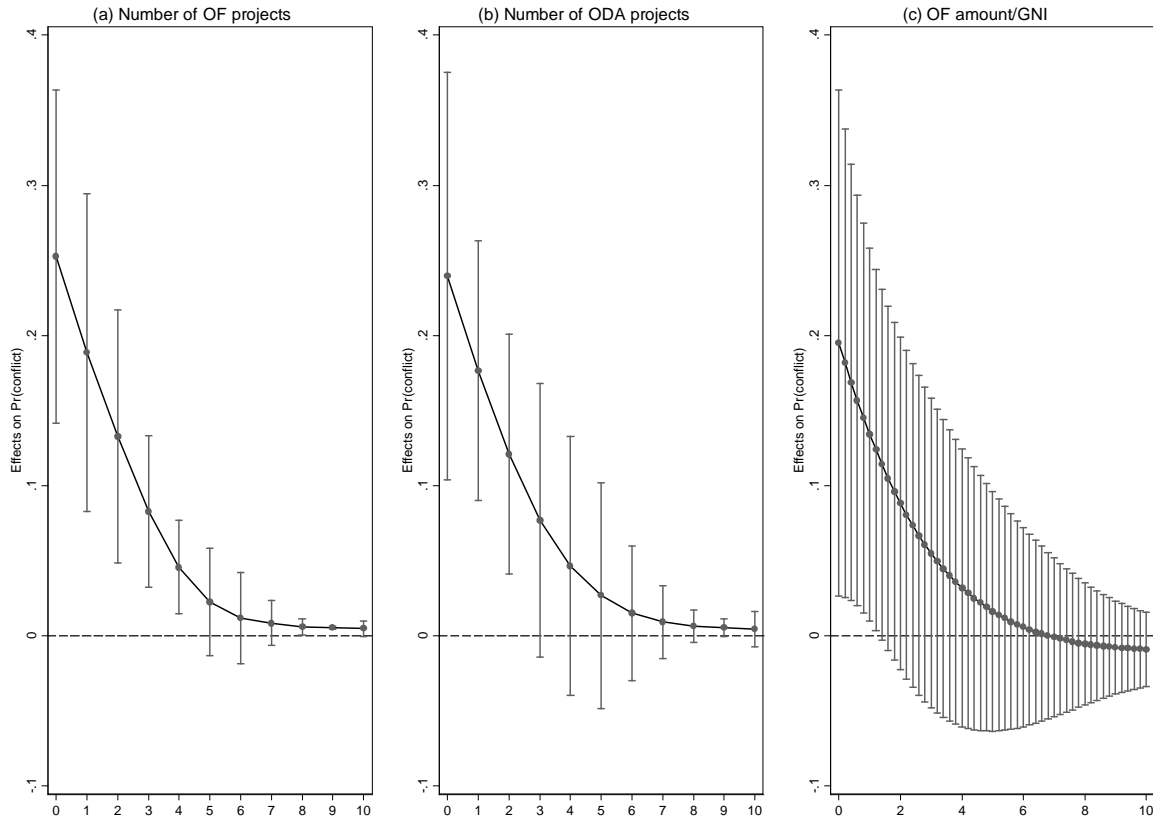 (a) Number of OF projects
Effects on Pr(conflict)
.4
.3
.2
.1
0
-.1
0 1 2 3 4 5 6 7 8 9 10
(b) Number of ODA projects
Effects on Pr(conflict)
.4
.3
.2
.1
0
-.1
0 1 2 3 4 5 6 7 8 9 10
(c) OF amount/GNI
Effects on Pr(conflict)
.4
.3
.2
.1
0
-.1
0 2 4 6 8 10